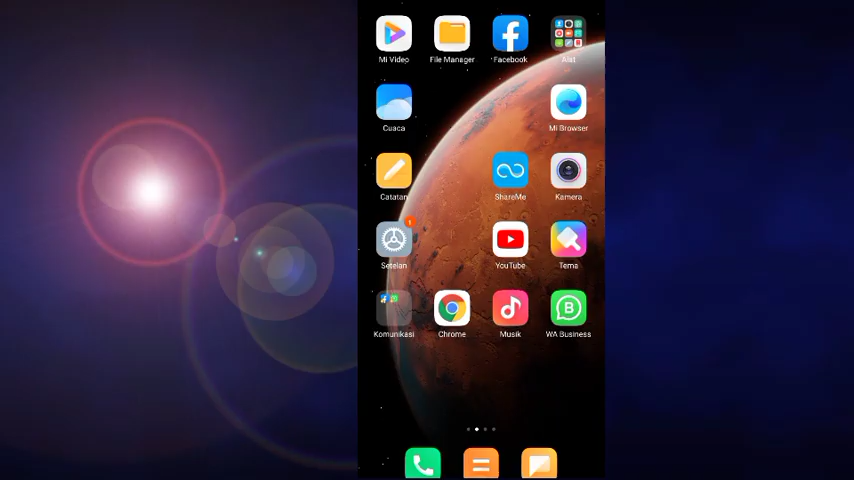 Mi Video
File Manager
Facebook
Alat
Cuaca
Mi Browser
Catatan
ShareMe
Kamera
1
Setelan
YouTube
Tema
Komunikasi
Chrome
Musik
B
WA Business